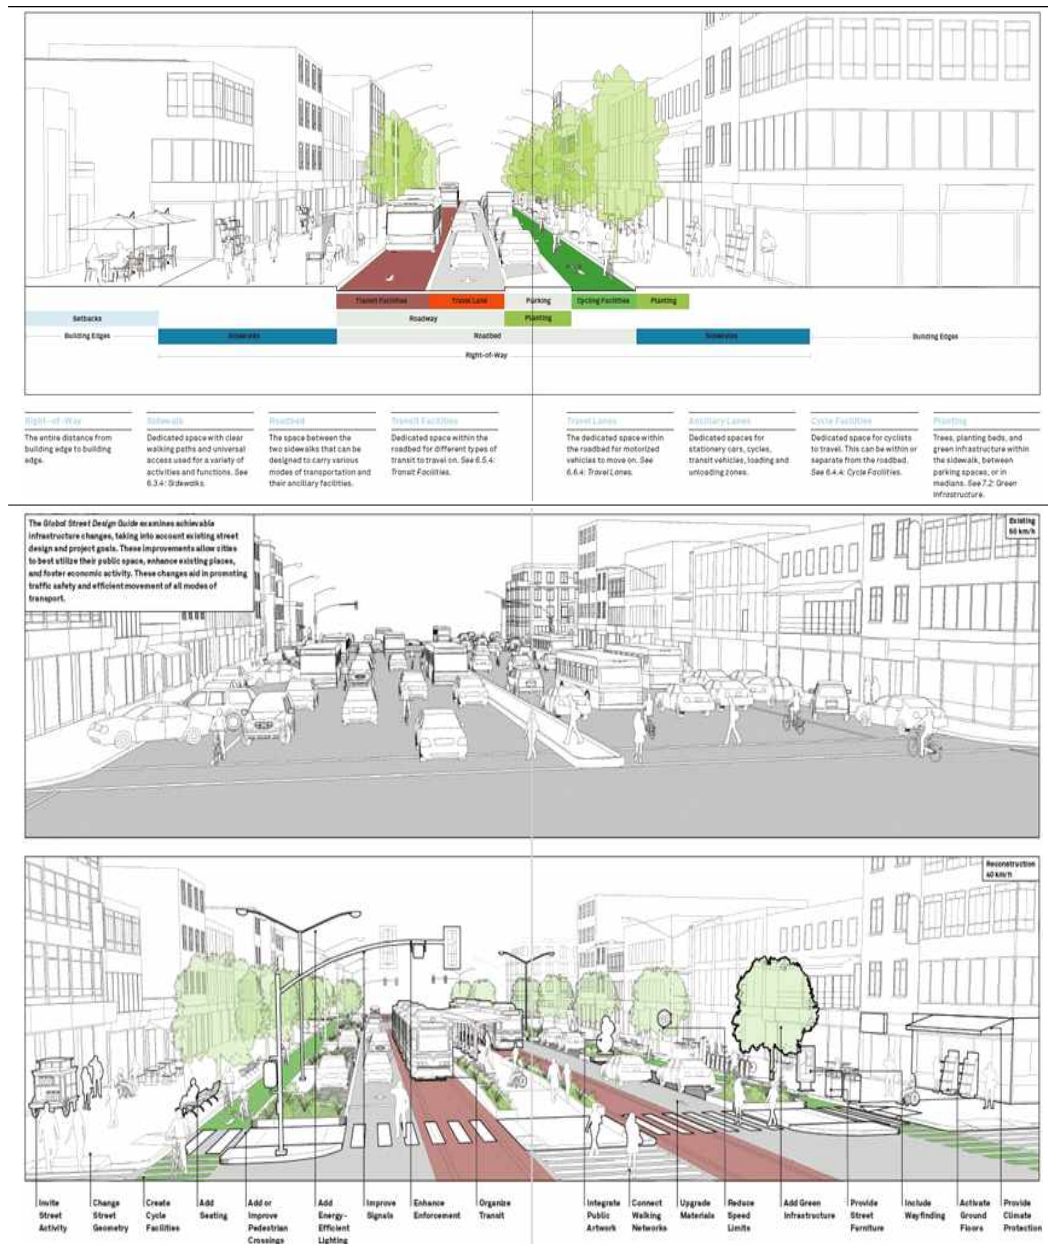 Transit Facilities
Travel Lane
Parking
Cycling Facilities
Planting
Setbacks
Roadway
Planting
Building Edges
Sidewalks
Roadbed
Sidewalks
Building Edges
Right-of-Way
Right-of-Way
The entire distance from
building edge to building
edge.
Sidewalk
Dedicated space with clear
walking paths and universal
access used for a variety of
activities and functions. See
6.3.4: Sidewalks.
Roadbed
The space between the
two sidewalks that can be
designed to carry various
modes of transportation and
their ancillary facilities.
Transit Facilities
Dedicated space within the
roadbed for different types of
transit to travel on. See 6.5.4:
Transit Facilities.
Travel Lanes
The dedicated space within
the roadbed for motorized
vehicles to move on. See
6.6.4: Travel Lanes.
Ancillary Lanes
Dedicated spaces for
stationary cars, cycles,
transit vehicles, loading and
unloading zones.
Cycle Facilities
Dedicated space for cyclists
to travel. This can be within or
separate from the roadbed.
See 6.4.4: Cycle Facilities.
Planting
Trees, planting beds, and
green infrastructure within
the sidewalk, between
parking spaces, or in
medians. See 7.2: Green
Infrastructure.
The Global Street Design Guide examines achievable
infrastructure changes, taking into account existing street
design and project goals. These improvements allow cities
to best utilize their public space, enhance existing places,
and foster economic activity. These changes aid in promoting
traffic safety and efficient movement of all modes of
transport.
Existing
Reconstruction
40 km/h
Invite
Street
Activity
Change
Street
Geometry
Create
Cycle
Facilities
Add
Seating
Add or
Improve
Pedestrian
Crossings
Add
Energy-
Efficient
Lighting
Improve
Signals
Enhance
Enforcement
Organize
Transit
Integrate
Public
Artwork
Connect
Walking
Networks
Upgrade
Materials
Reduce
Speed
Limits
Add Green
Infrastructure
Provide
Street
Furniture
Include
Wayfinding
Activate
Ground
Floors
Provide
Climate
Protection